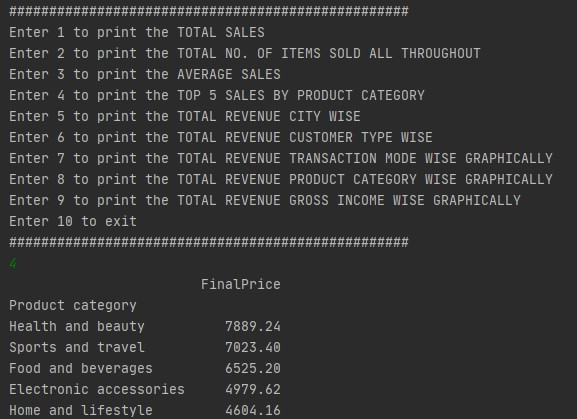 ##################################################
Enter 1 to print the TOTAL SALES
Enter 2 to print the TOTAL NO. OF ITEMS SOLD ALL THROUGHOUT
Enter 3 to print the AVERAGE SALES
Enter 4 to print the TOP 5 SALES BY PRODUCT CATEGORY
Enter 5 to print the TOTAL REVENUE CITY WISE
Enter 6 to print the TOTAL REVENUE CUSTOMER TYPE WISE
Enter 7 to print the TOTAL REVENUE TRANSACTION MODE WISE GRAPHICALLY
Enter 8 to print the TOTAL REVENUE PRODUCT CATEGORY WISE GRAPHICALLY
Enter 9 to print the TOTAL REVENUE GROSS INCOME WISE GRAPHICALLY
Enter 10 to exit
##################################################
4
FinalPrice
Product category
Health and beauty 7889.24
Sports and travel 7023.40
Food and beverages 6525.20
Electronic accessories 4979.62
Home and lifestyle 4604.16